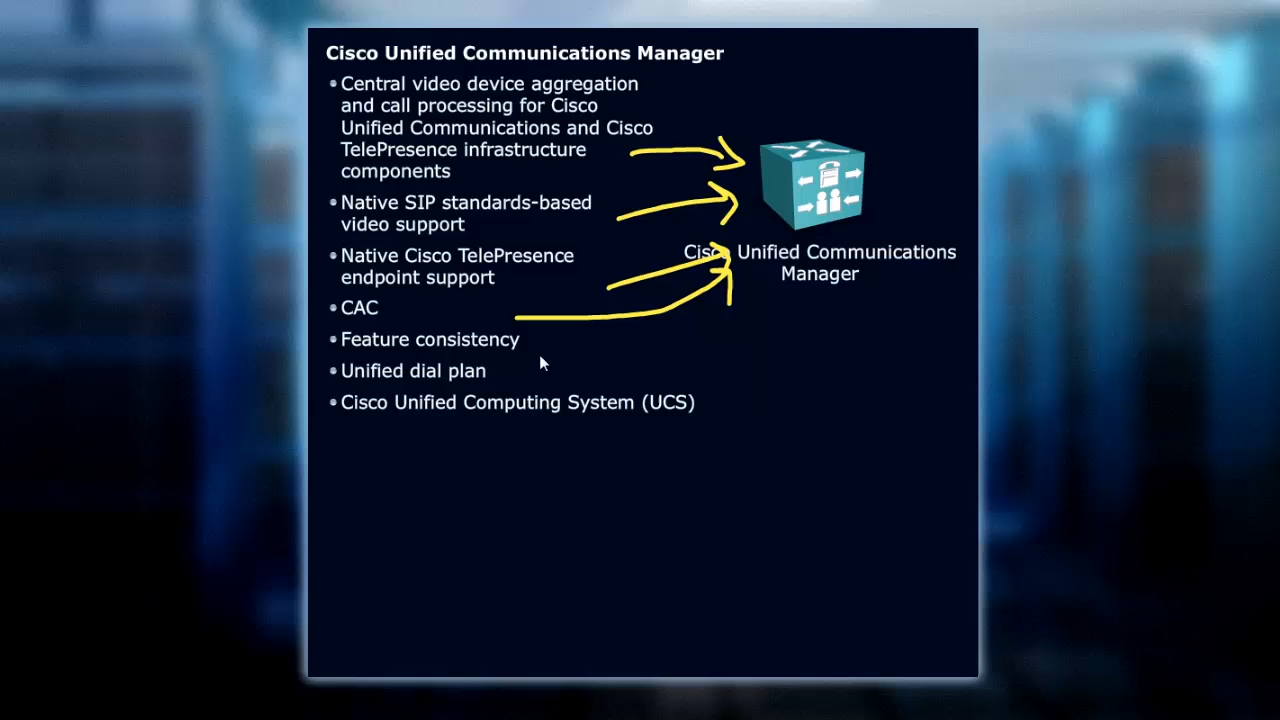 Cisco Unified Communications Manager
Central video device aggregation
and call processing for Cisco
Unified Communications and Cisco
TelePresence infrastructure
components
Native SIP standards-based
video support
Native Cisco TelePresence
endpoint support
CAC
Feature consistency
Unified dial plan
Cisco Unified Computing System (UCS)
Cisco Unified Communications
Manager